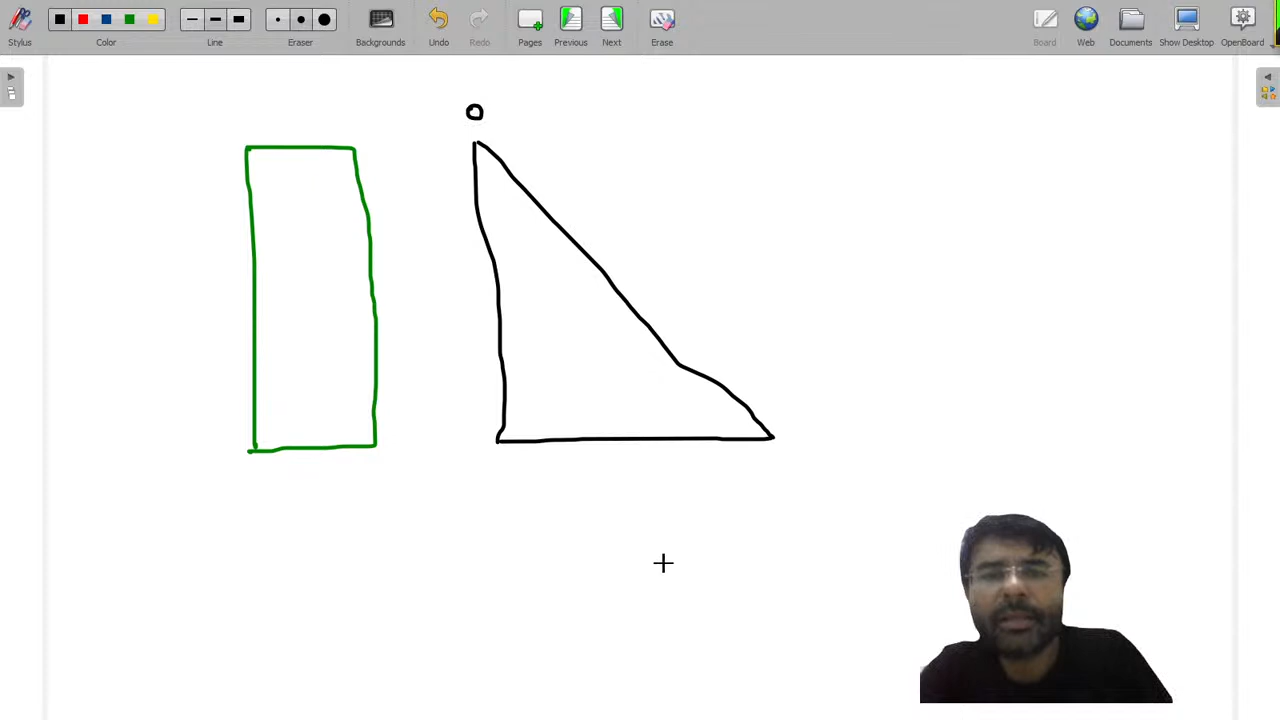 Stylus
Color
Line
Eraser
Backgrounds
Undo
Redo
Pages
Previous
Next
Erase
Board
Web
Documents
Show Desktop
OpenBoard
o